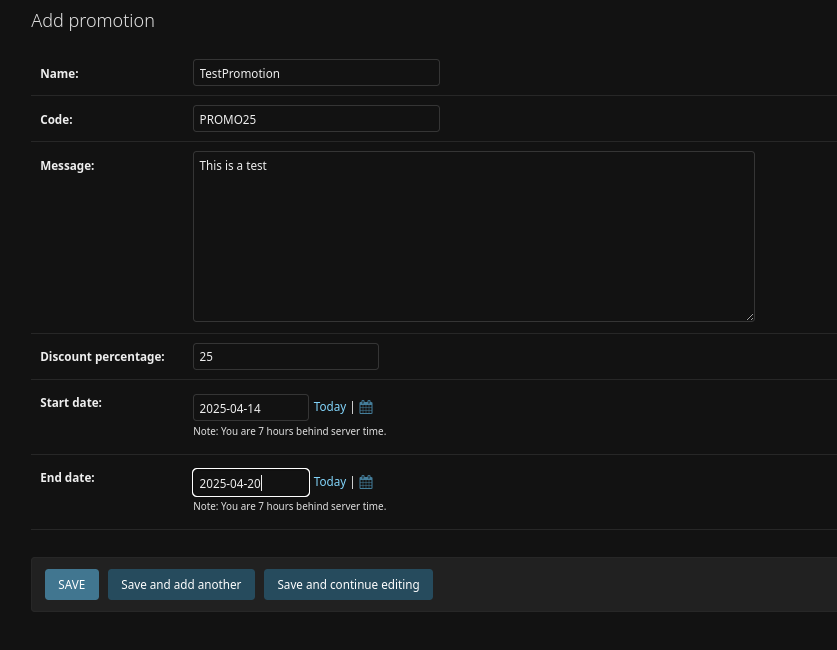 Add promotion
Name: TestPromotion
Code: PROMO25
Message: This is a test
Discount percentage: 25
Start date: 2025-04-14 Today |
Note: You are 7 hours behind server time.
End date: 2025-04-20 Today |
Note: You are 7 hours behind server time.
SAVE Save and add another Save and continue editing